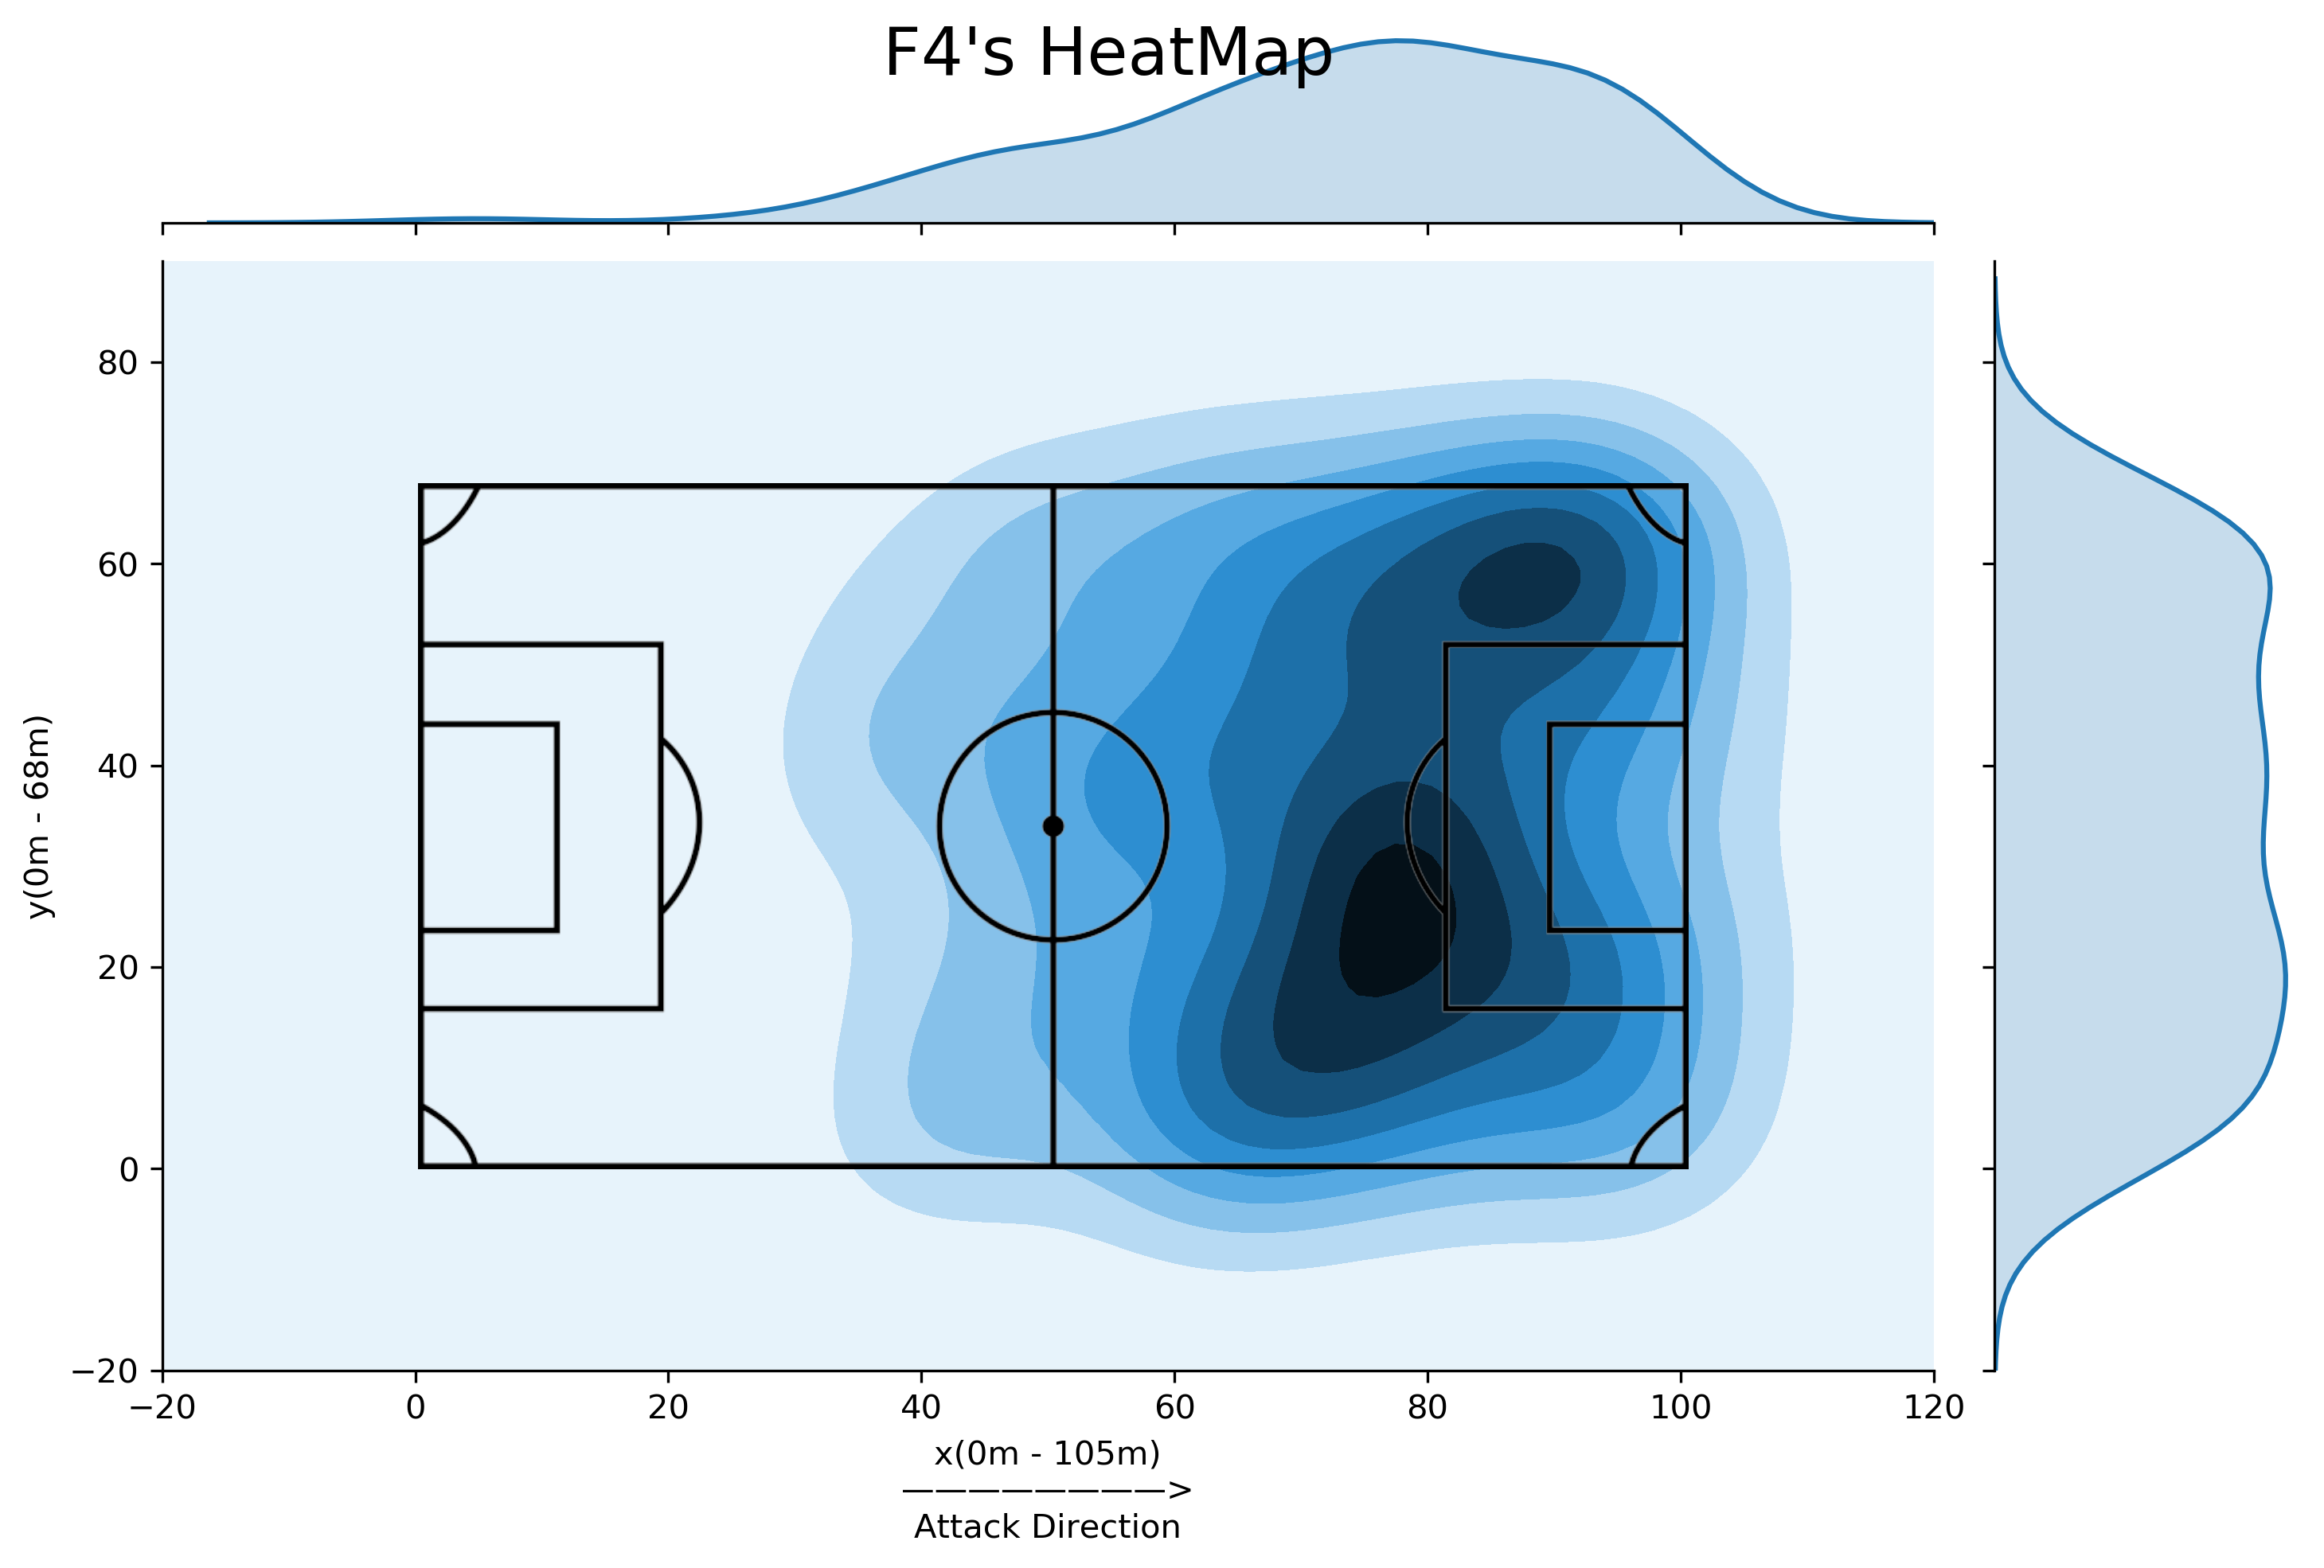 F4's HeatMap
80
60
40
20
0
−20
y(0m - 68m)
−20 0 20 40 60 80 100 120
x(0m - 105m)
————————>
Attack Direction